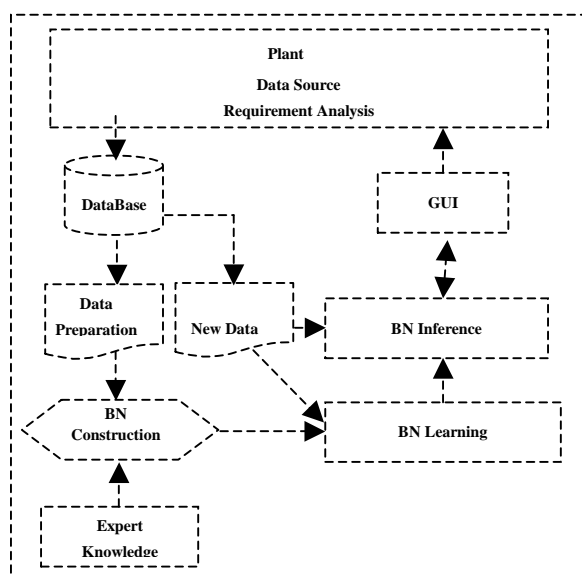 Plant
Data Source
Requirement Analysis
DataBase
GUI
Data
Preparation
New Data
BN Inference
BN
Construction
BN Learning
Expert
Knowledge